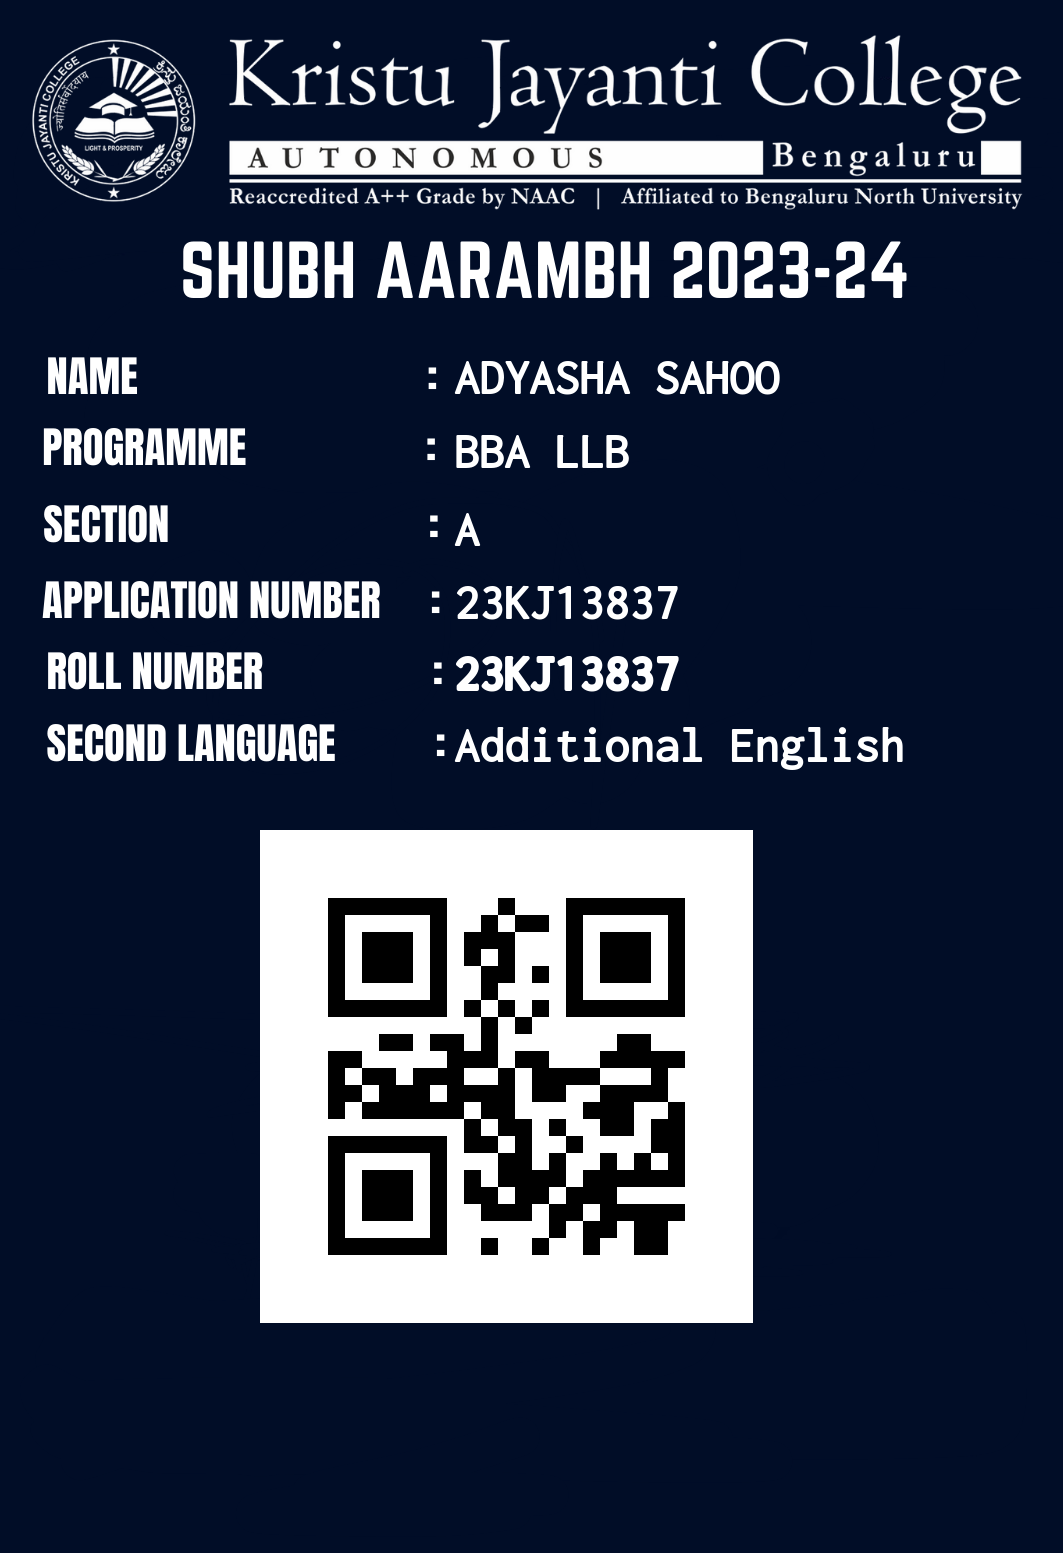 Kristu Jayanti College
AUTONOMOUS Bengaluru
Reaccredited A++ Grade by NAAC | Affiliated to Bengaluru North University
KRISTU JAYANTI COLLEGE
LIGHT & PROSPERITY
SHUBH AARAMBH 2023-24
NAME : ADYASHA SAHOO
PROGRAMME : BBA LLB
SECTION : A
APPLICATION NUMBER : 23KJ13837
ROLL NUMBER : 23KJ13837
SECOND LANGUAGE : Additional English